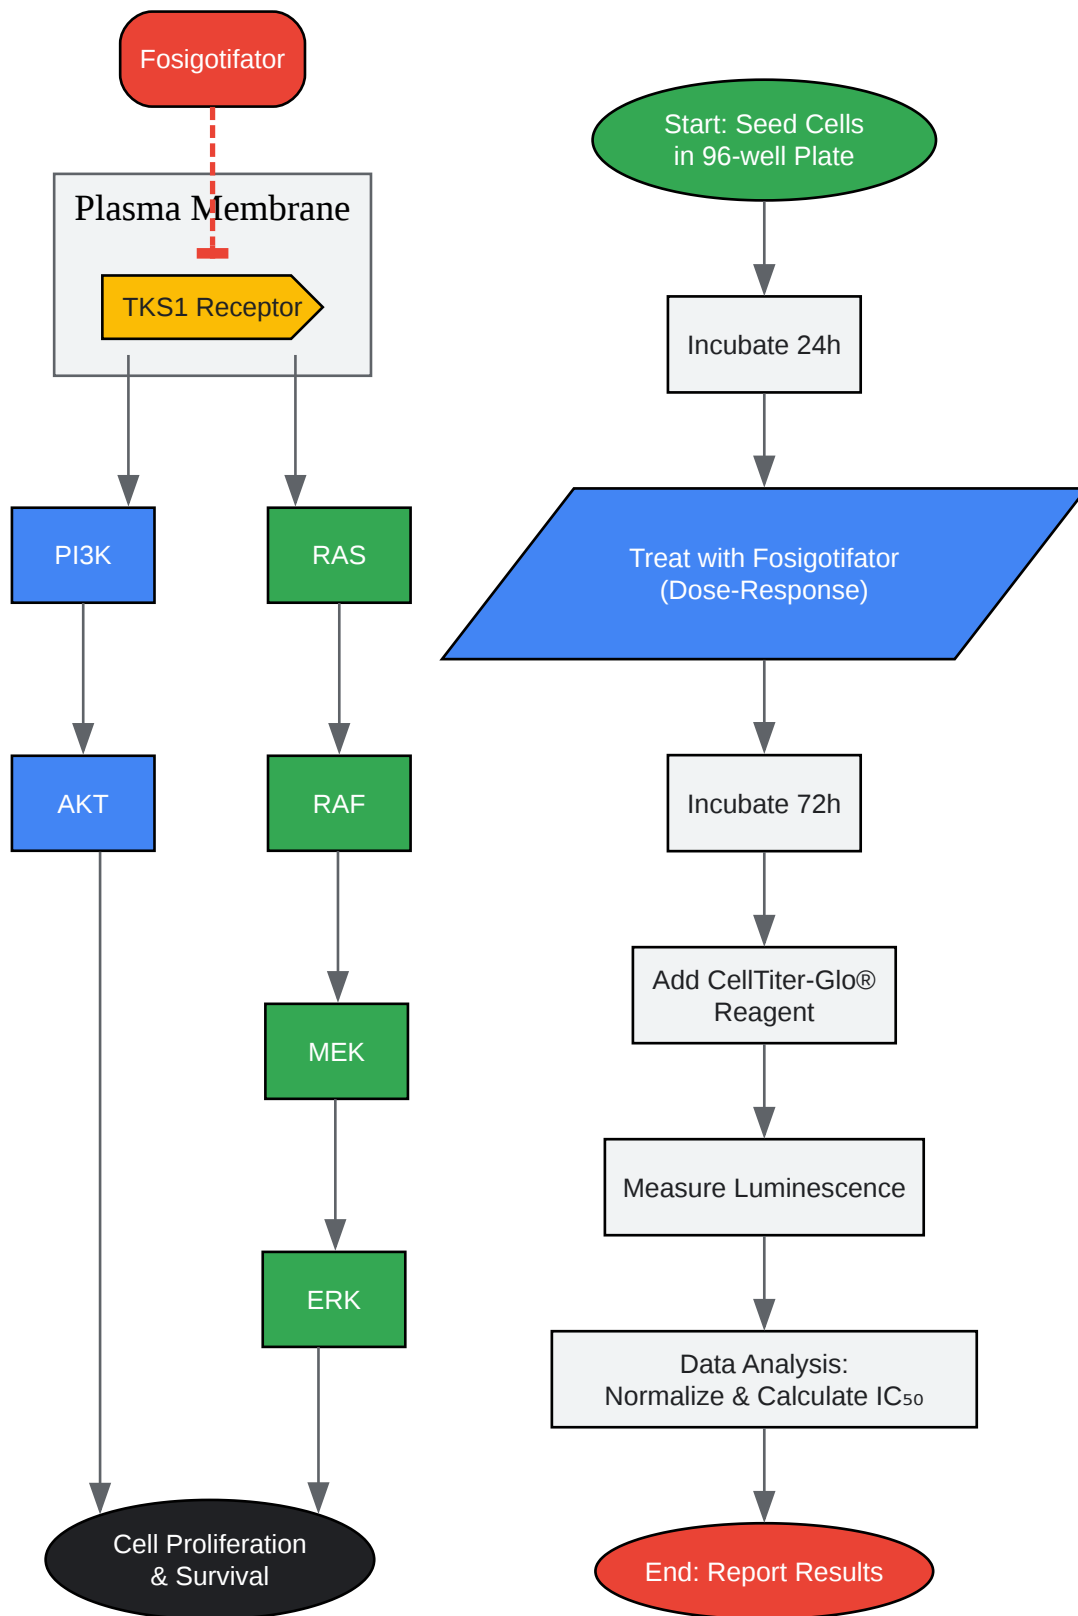 Fosigotifator
Plasma Membrane
TKS1 Receptor
PI3K
RAS
AKT
RAF
MEK
ERK
Cell Proliferation
& Survival
Start: Seed Cells
in 96-well Plate
Incubate 24h
Treat with Fosigotifator
(Dose-Response)
Incubate 72h
Add CellTiter-Glo®
Reagent
Measure Luminescence
Data Analysis:
Normalize & Calculate IC₅₀
End: Report Results